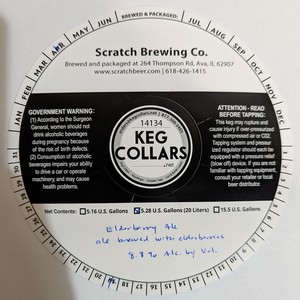 BREWED & PACKAGED:
JAN FEB MAR APR MAY JUN JUL AUG SEP OCT NOV DEC
Scratch Brewing Co.
Brewed and packaged at 264 Thompson Rd, Ava, IL 62907
www.scratchbeer.com | 618-426-1415
GOVERNMENT WARNING:
(1) According to the Surgeon
General, women should not
drink alcoholic beverages
during pregnancy because
of the risk of birth defects.
(2) Consumption of alcoholic
beverages impairs your ability
to drive a car or operate
machinery, and may cause
health problems.
14134
KEG
COLLARS
.net
ATTENTION - READ
BEFORE TAPPING:
This keg may rupture and
cause injury if over-pressurized
with compressed air or CO2.
Tapping system and pressur-
ized regulator should each be
equipped with a pressure relief
(blow off) device. If you are not
familiar with tapping equipment,
consult your retailer or local
beer distributor.
Net Contents: 5.16 U.S. Gallons 5.28 U.S. Gallons (20 Liters) 15.5 U.S. Gallons
Elderberry Ale
ale brewed with elderberries
8.8 % Alc. by Vol.